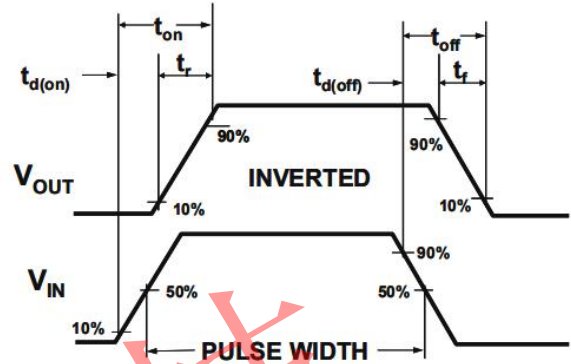 ton
toff
td(on)
tr
td(off)
tf
90%
90%
VOUT
INVERTED
10%
10%
90%
VIN
50%
50%
10%
PULSE WIDTH